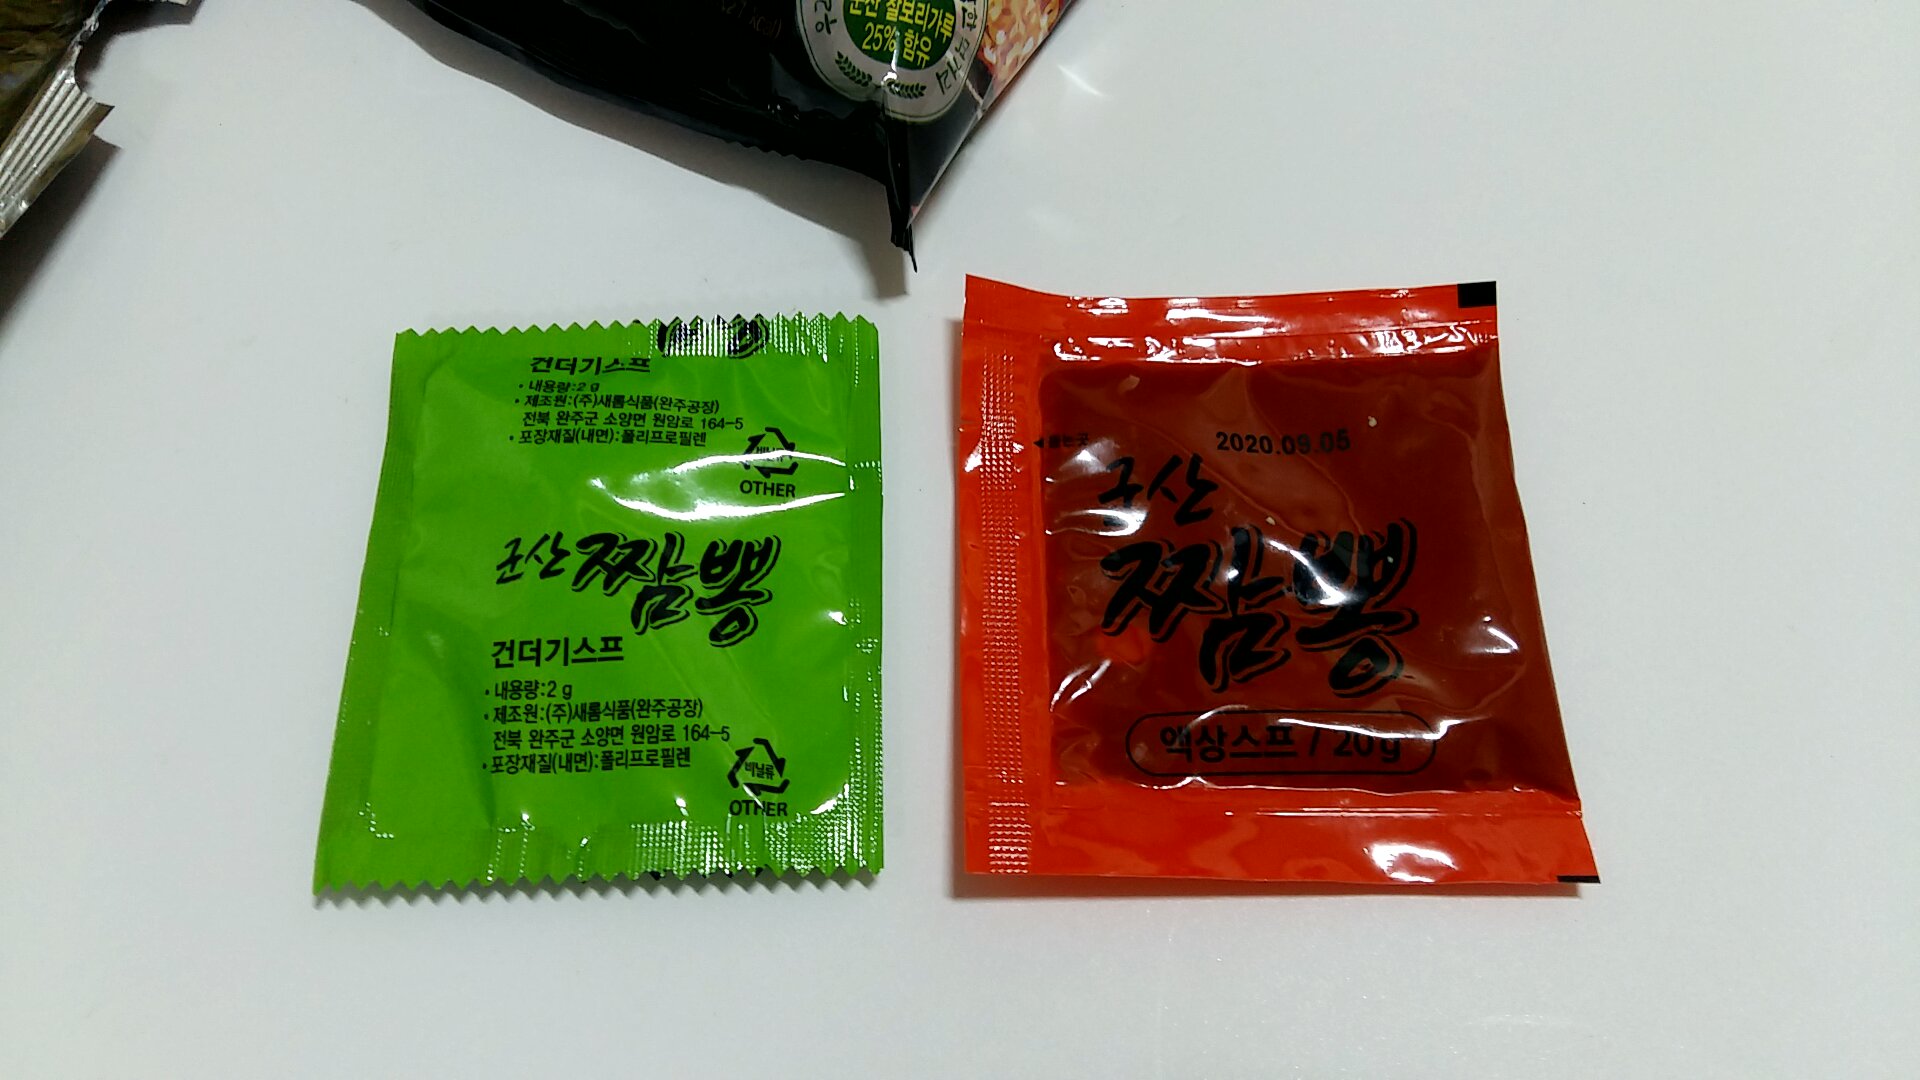 군산 찰보리가루
25% 함유
건더기스프
• 내용량:2 g
• 제조원:(주)새롬식품(완주공장)
전북 완주군 소양면 원암로 164-5
• 포장재질(내면):폴리프로필렌
OTHER
군산 짬뽕
건더기스프
• 내용량:2 g
• 제조원:(주)새롬식품(완주공장)
전북 완주군 소양면 원암로 164-5
• 포장재질(내면):폴리프로필렌
비닐류
OTHER
2020.09.05
군산
짬뽕
액상스프 / 20g